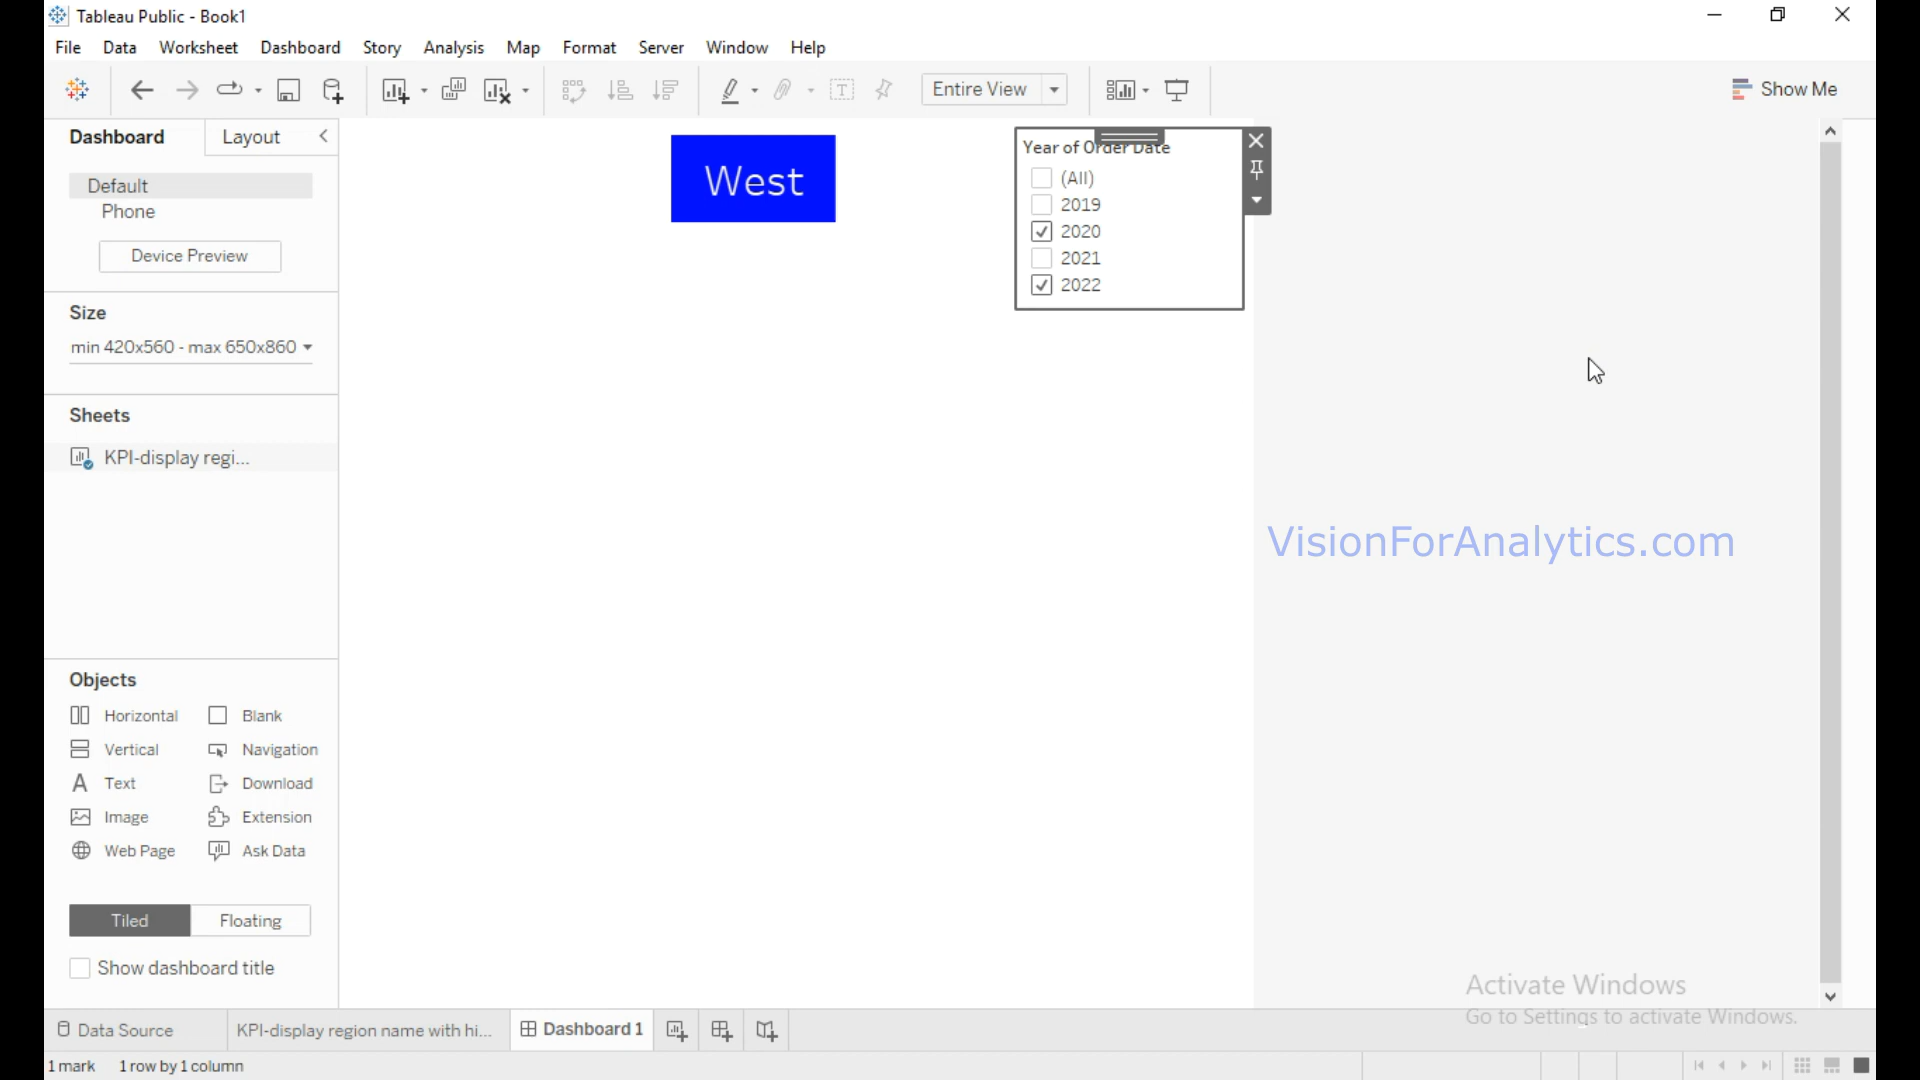 Tableau Public - Book1
File Data Worksheet Dashboard Story Analysis Map Format Server Window Help
Entire View
Show Me
Dashboard
Layout
Default
Phone
Device Preview
Size
min 420x560 - max 650x860
Sheets
KPI-display regi...
Objects
Horizontal
Blank
Vertical
Navigation
Text
Download
Image
Extension
Web Page
Ask Data
Tiled
Floating
Show dashboard title
West
Year of Order Date
(All)
2019
2020
2021
2022
VisionForAnalytics.com
Activate Windows
Go to Settings to activate Windows.
Data Source
KPI-display region name with hi...
Dashboard 1
1 mark 1 row by 1 column